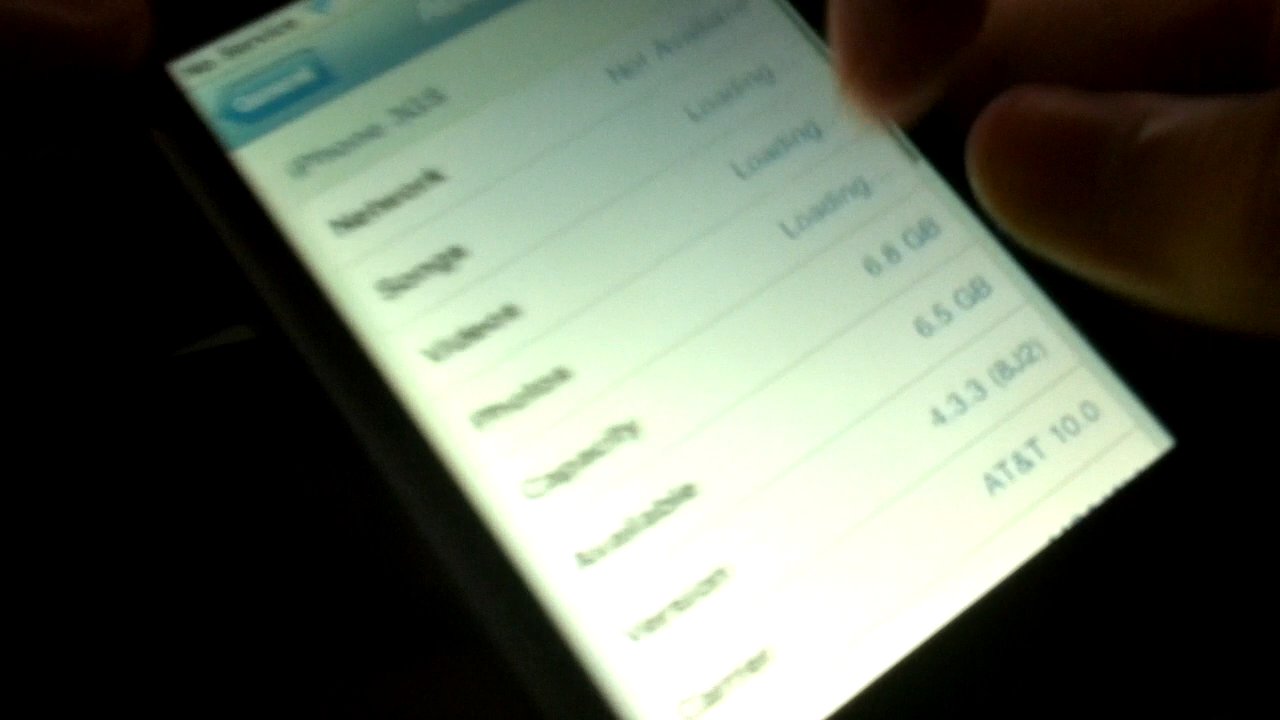 No Service
iPhone
Network Not Available
Songs Loading
Videos Loading
Photos Loading
Capacity 6.8 GB
Available 6.5 GB
Version 4.3.3 (8J2)
Carrier AT&T 10.0